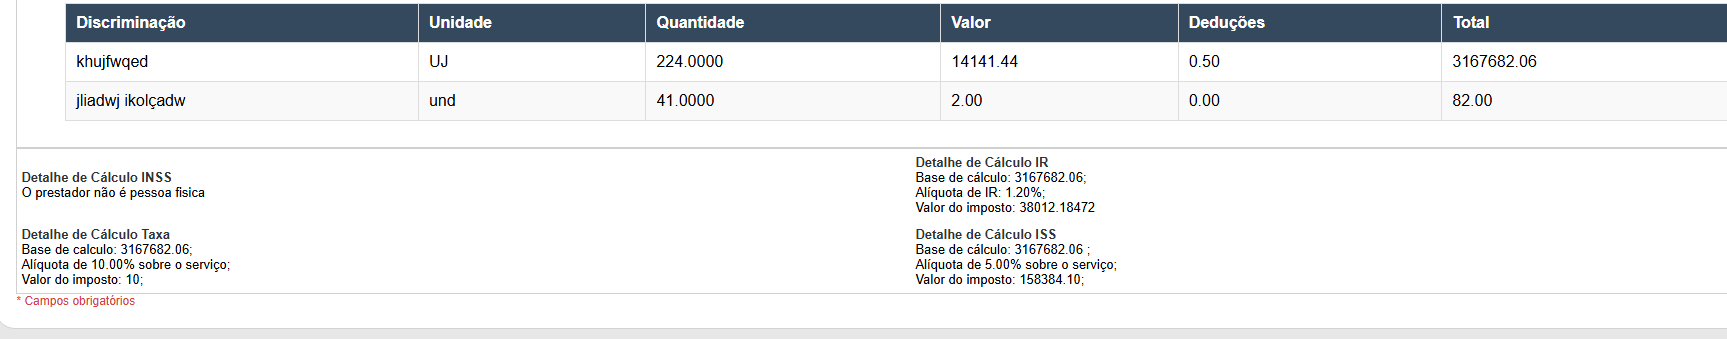 Discriminação Unidade Quantidade Valor Deduções Total
khujfwqed UJ 224.0000 14141.44 0.50 3167682.06
jliadwj ikolçadw und 41.0000 2.00 0.00 82.00
Detalhe de Cálculo INSS
O prestador não é pessoa fisica
Detalhe de Cálculo IR
Base de cálculo: 3167682.06;
Alíquota de IR: 1.20%;
Valor do imposto: 38012.18472
Detalhe de Cálculo Taxa
Base de calculo: 3167682.06;
Alíquota de 10.00% sobre o serviço;
Valor do imposto: 10;
Detalhe de Cálculo ISS
Base de cálculo: 3167682.06 ;
Alíquota de 5.00% sobre o serviço;
Valor do imposto: 158384.10;
* Campos obrigatórios